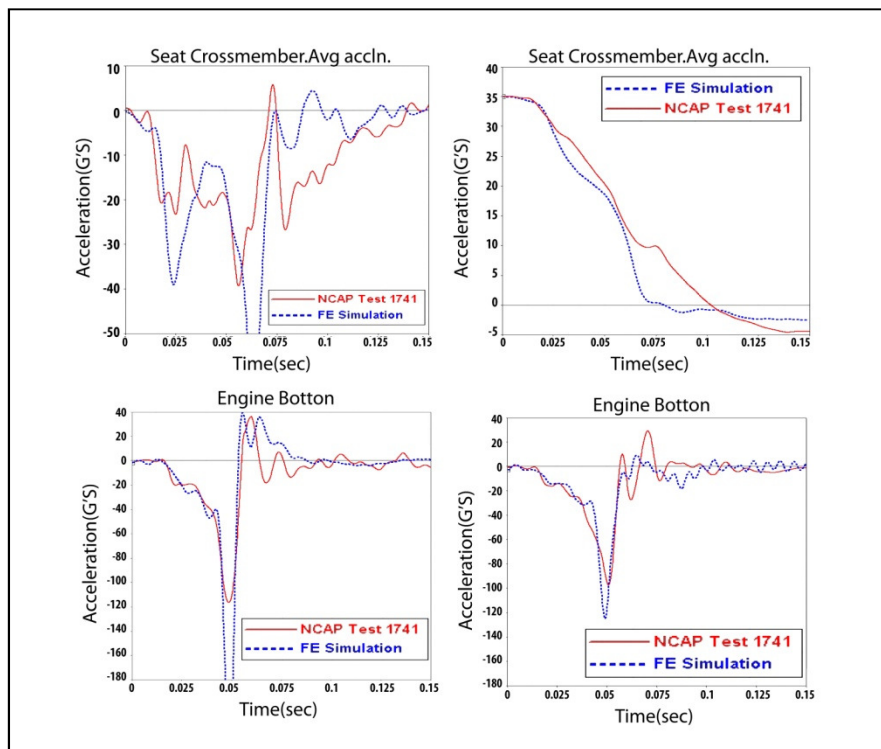 Seat Crossmember.Avg accln.
Acceleration(G'S)
10
0
-10
-20
-30
-40
-50
NCAP Test 1741
FE Simulation
0 0.025 0.05 0.075 0.1 0.125 0.15
Time(sec)
Seat Crossmember.Avg accln.
Acceleration(G'S)
40
35
30
25
20
15
10
5
0
-5
FE Simulation
NCAP Test 1741
0 0.025 0.05 0.075 0.1 0.125 0.15
Time(sec)
Engine Botton
Acceleration(G'S)
40
20
0
-20
-40
-60
-80
-100
-120
-140
-160
-180
NCAP Test 1741
FE Simulation
0 0.025 0.05 0.075 0.1 0.125 0.15
Time(sec)
Engine Botton
Acceleration(G'S)
40
20
0
-20
-40
-60
-80
-100
-120
-140
-160
-180
NCAP Test 1741
FE Simulation
0 0.025 0.05 0.075 0.1 0.125 0.15
Time(sec)